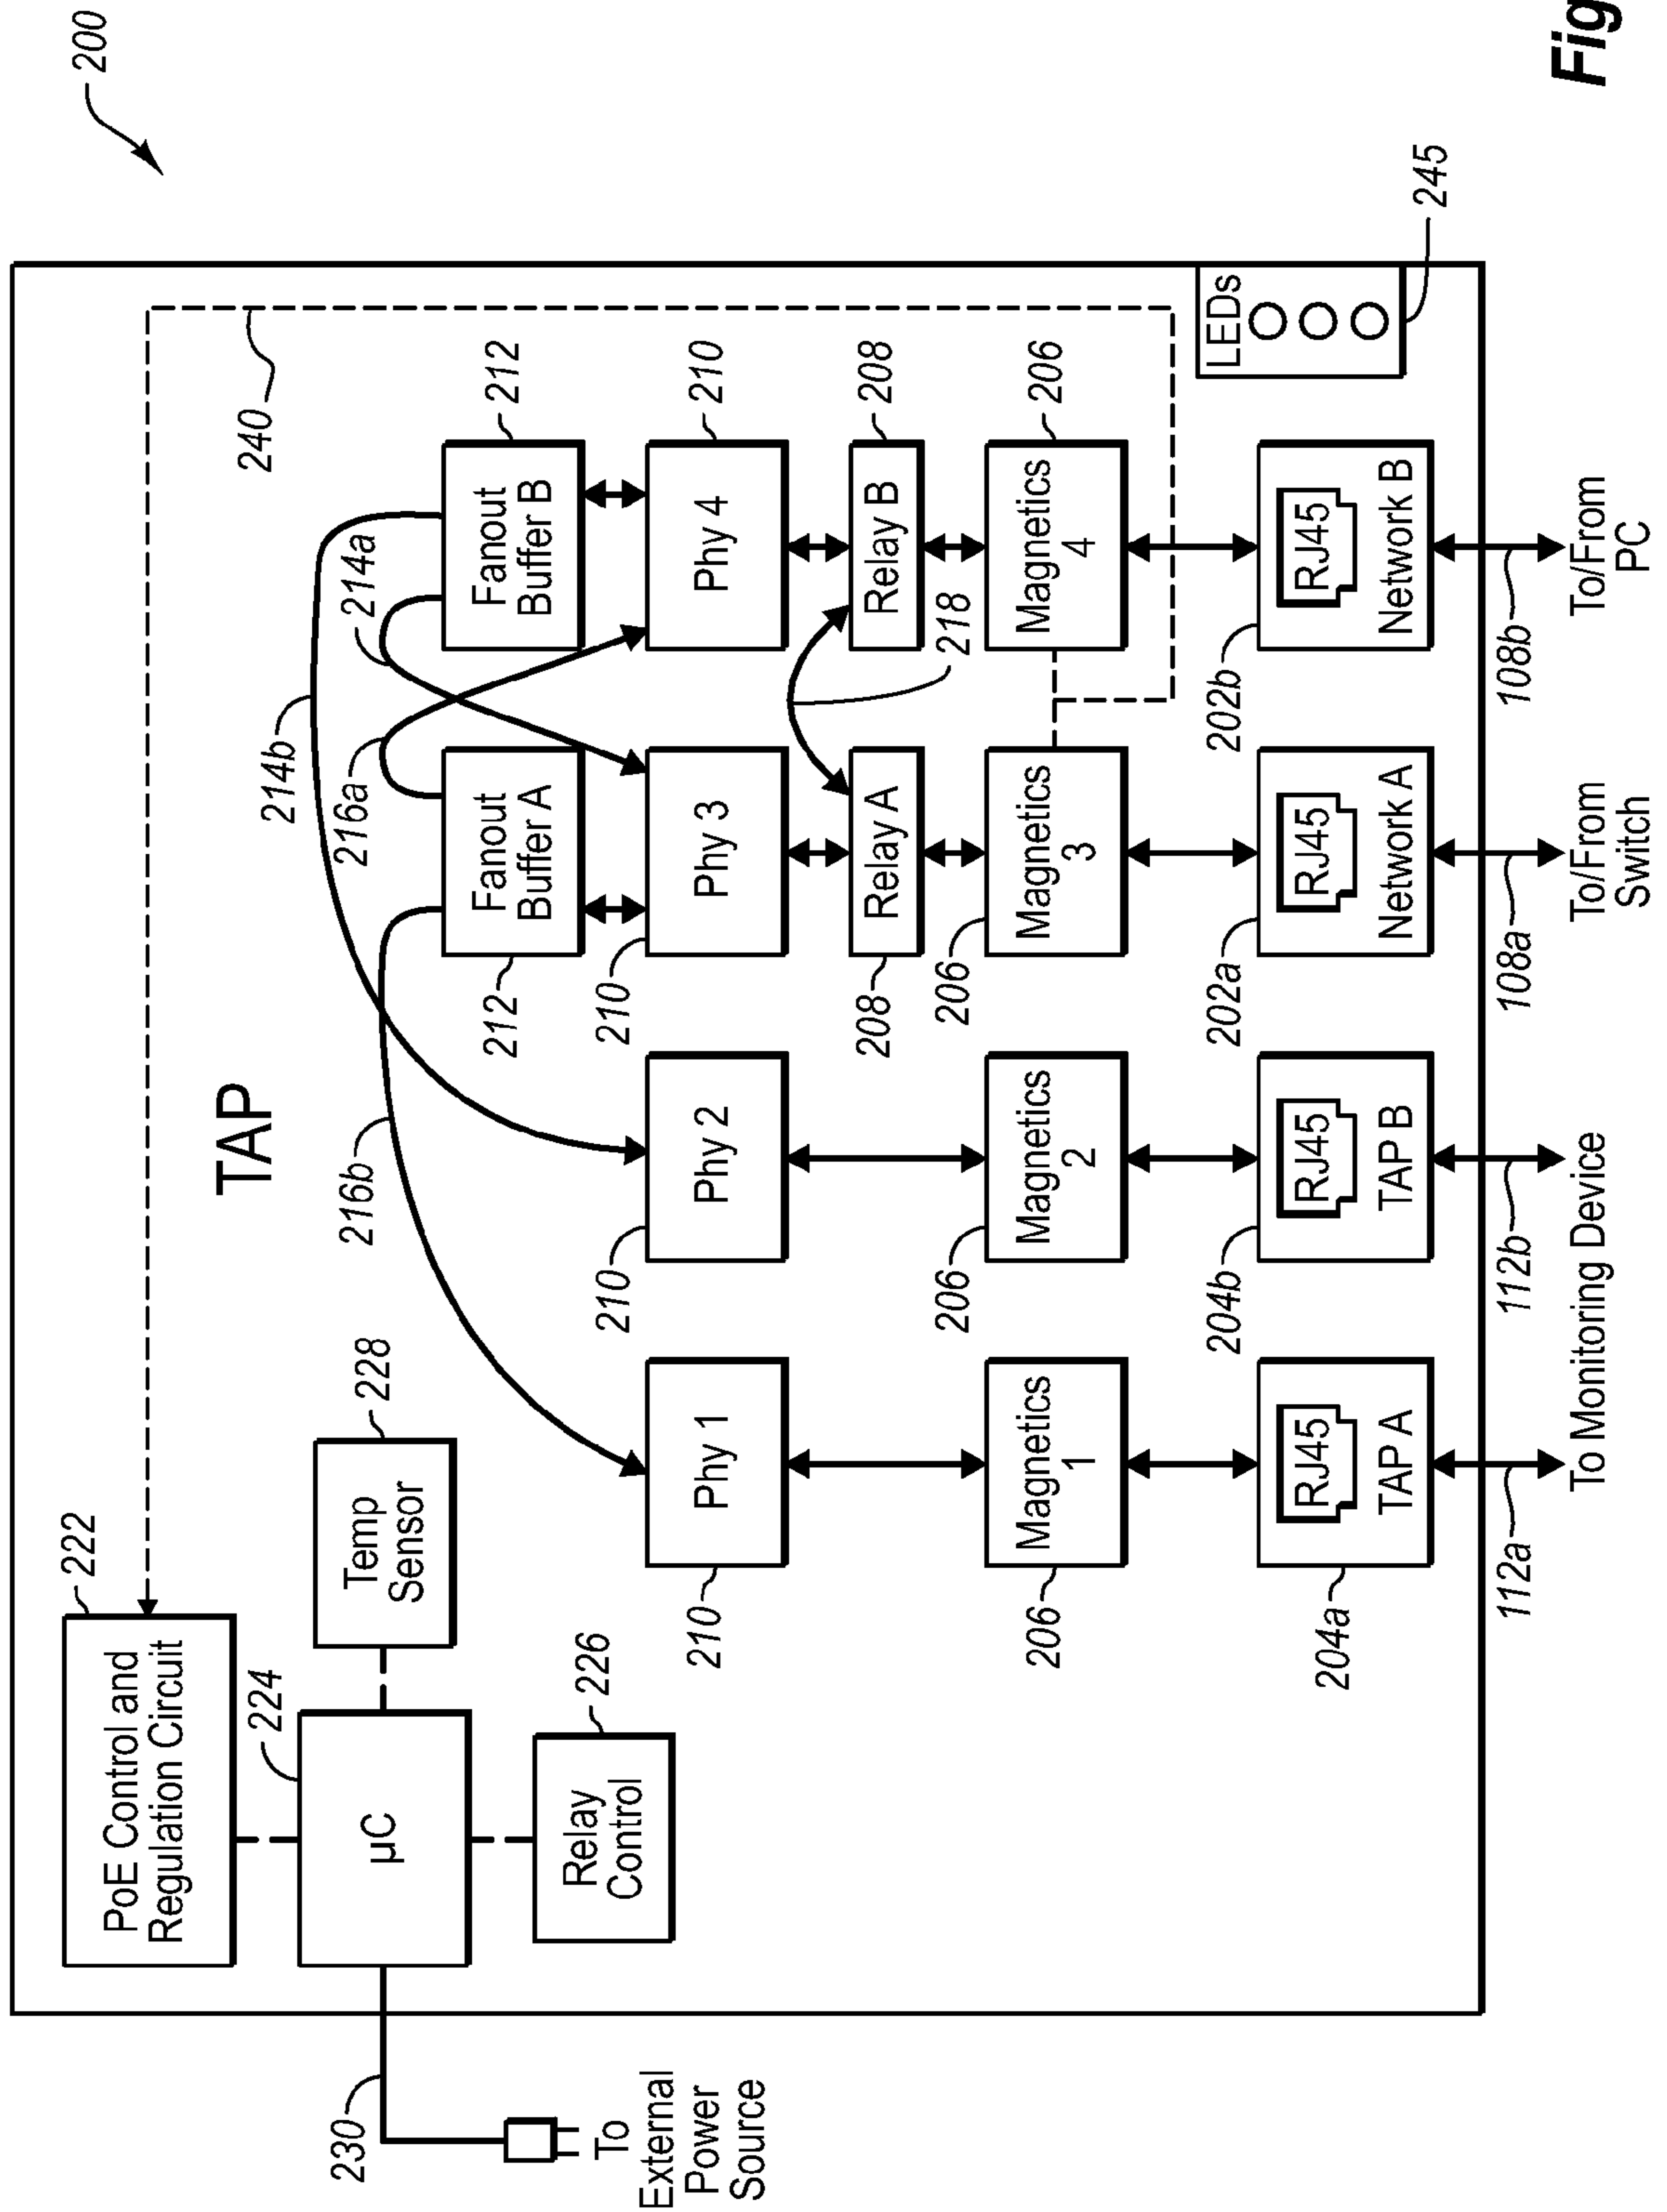 200
TAP
PoE Control and
Regulation Circuit
222
240
224
µC
228
Temp
Sensor
226
Relay
Control
230
To
External
Power
Source
214b
214a
216a
216b
212
Fanout
Buffer A
212
Fanout
Buffer B
210
Phy 1
210
Phy 2
210
Phy 3
210
Phy 4
208
Relay A
218
208
Relay B
206
Magnetics
1
206
Magnetics
2
206
Magnetics
3
206
Magnetics
4
204a
RJ45
TAP A
204b
RJ45
TAP B
202a
RJ45
Network A
202b
RJ45
Network B
LEDs
245
112a
112b
To Monitoring Device
108a
To/From
Switch
108b
To/From
PC
Fig